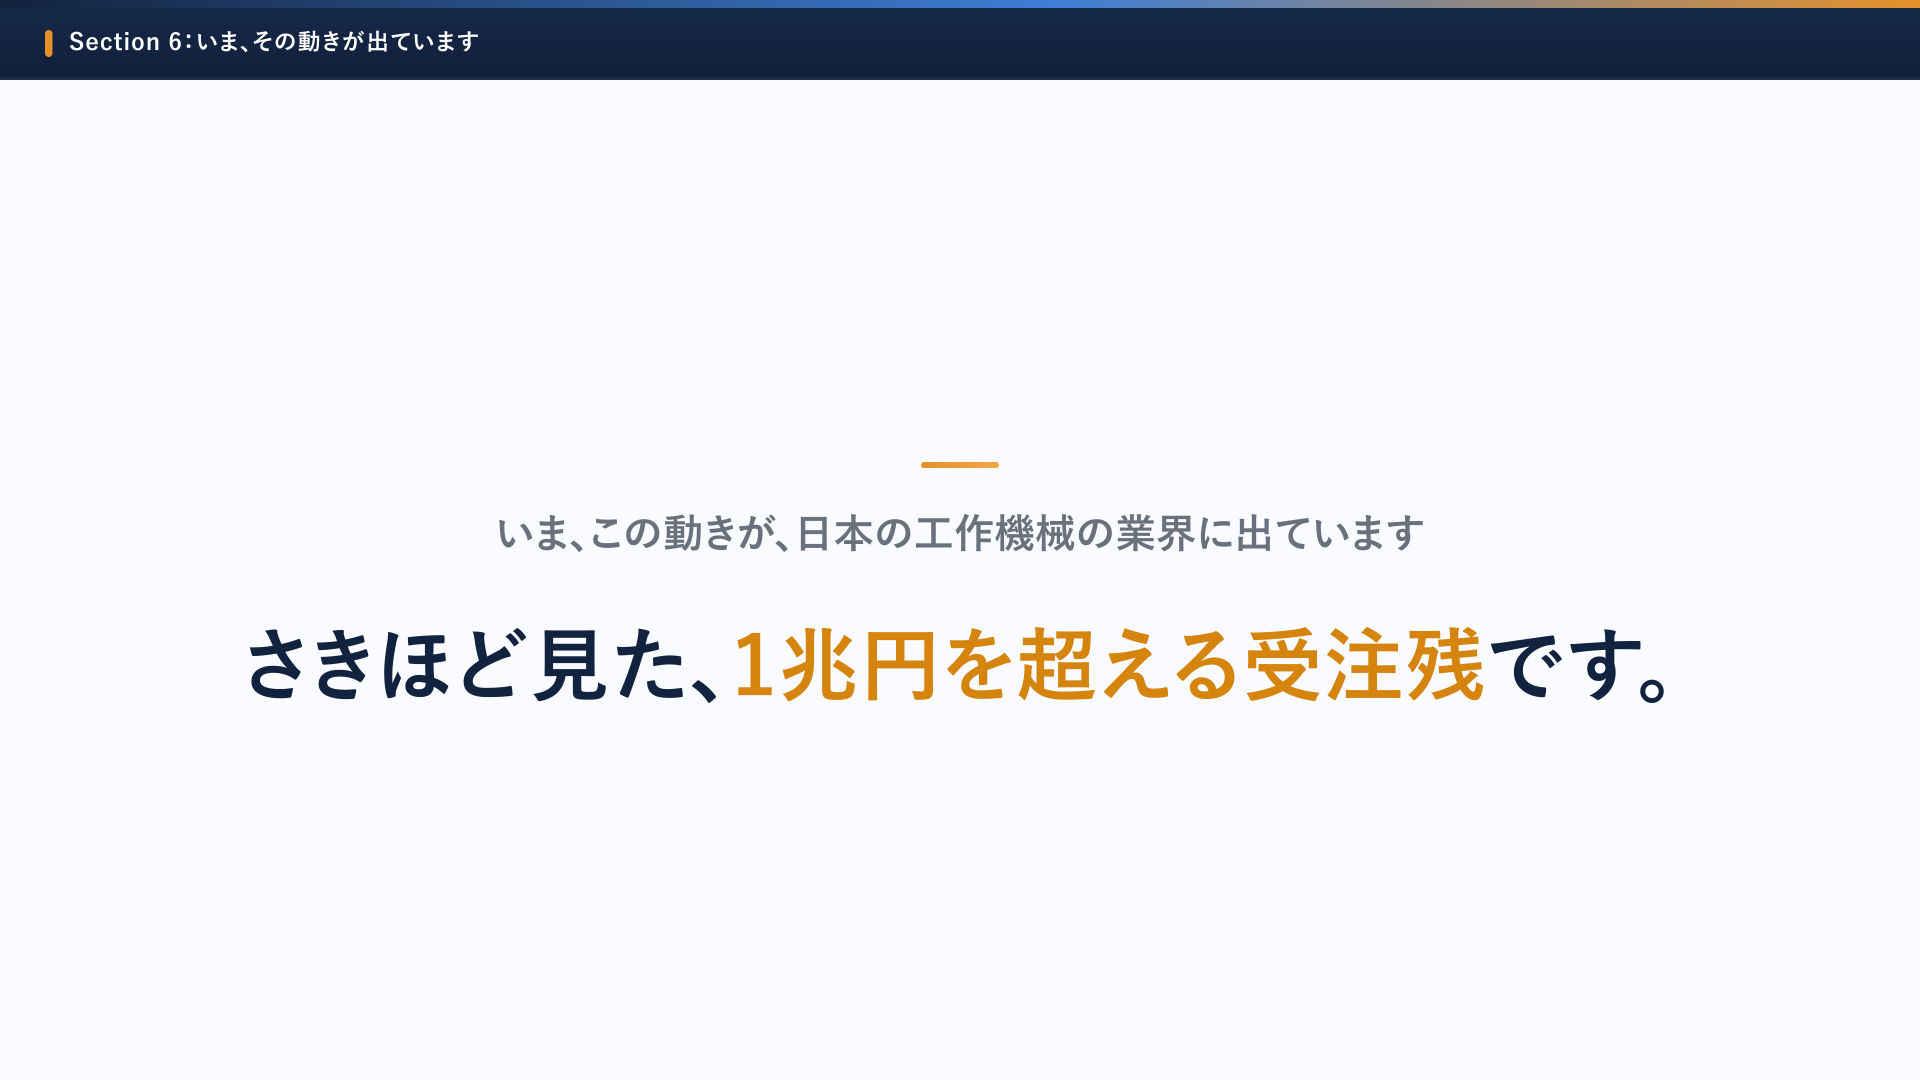 Section 6：いま、その動きが出ています
いま、この動きが、日本の工作機械の業界に出ています
さきほど見た、1兆円を超える受注残です。